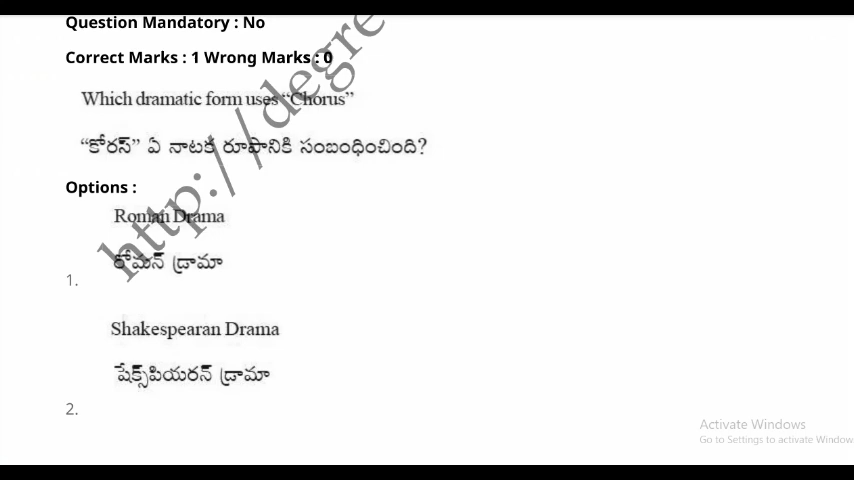 Question Mandatory : No
Correct Marks : 1 Wrong Marks : 0
Which dramatic form uses “Chorus”
“కోరస్” ఏ నాటక రూపానికి సంబంధించింది?
Options :
Roman Drama
రోమన్ డ్రామా
1.
Shakespearan Drama
షేక్స్‌పియరన్ డ్రామా
2.
http://degre
Activate Windows
Go to Settings to activate Window